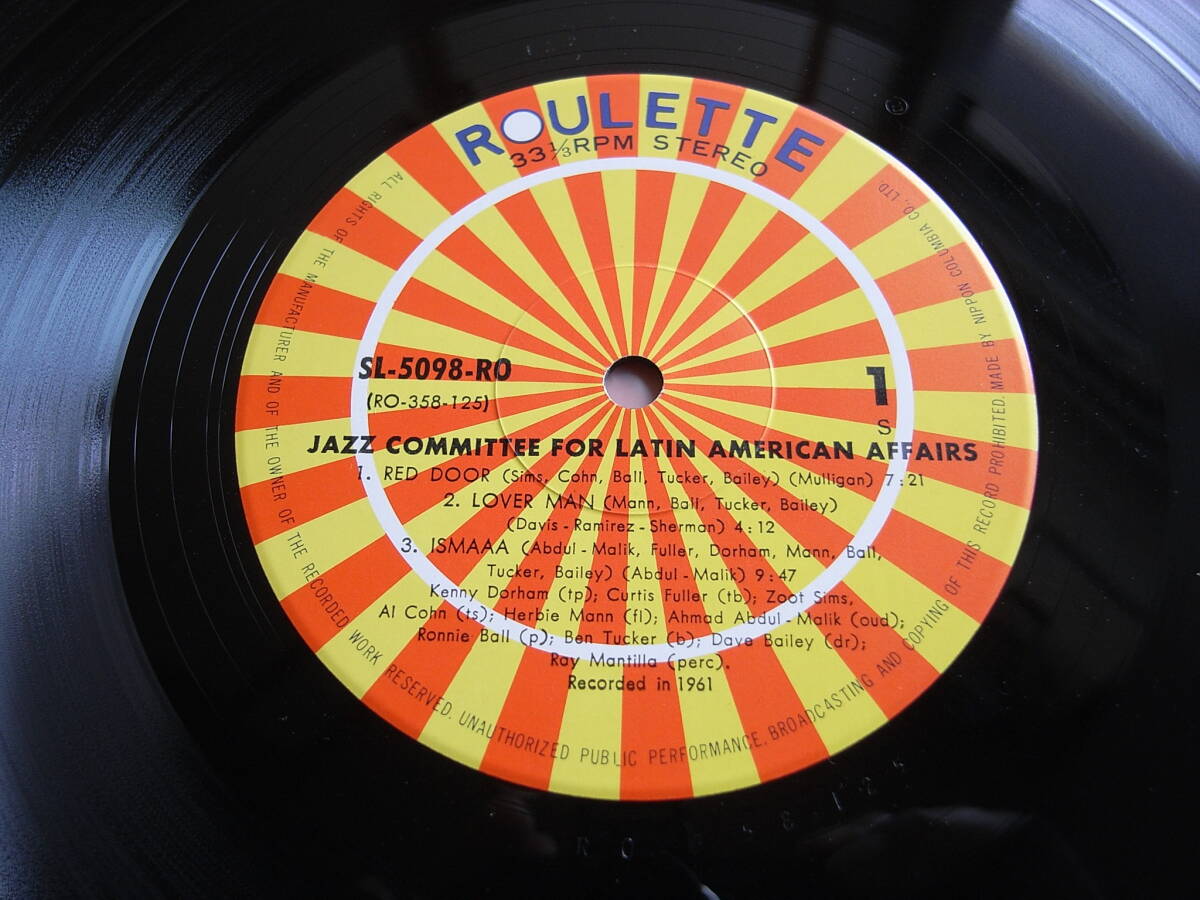 ROULETTE
33⅓ RPM STEREO
SL-5098-RO
(RO-358-125)
1
S
JAZZ COMMITTEE FOR LATIN AMERICAN AFFAIRS
1. RED DOOR (Sims, Cohn, Ball, Tucker, Bailey) (Mulligan) 7:21
2. LOVER MAN (Mann, Ball, Tucker, Bailey)
(Davis - Ramirez - Sherman) 4:12
3. ISMAAA (Abdul - Malik, Fuller, Dorham, Mann, Ball,
Tucker, Bailey) (Abdul - Malik) 9:47
Kenny Dorham (tp); Curtis Fuller (tb); Zoot Sims,
Al Cohn (ts); Herbie Mann (fl); Ahmad Abdul - Malik (oud);
Ronnie Ball (p); Ben Tucker (b); Dave Bailey (dr);
Ray Mantilla (perc).
Recorded in 1961
ALL RIGHTS OF THE MANUFACTURER AND OF THE OWNER OF THE RECORDED WORK RESERVED. UNAUTHORIZED PUBLIC PERFORMANCE, BROADCASTING AND COPYING OF THIS RECORD PROHIBITED. MADE BY NIPPON COLUMBIA CO., LTD.